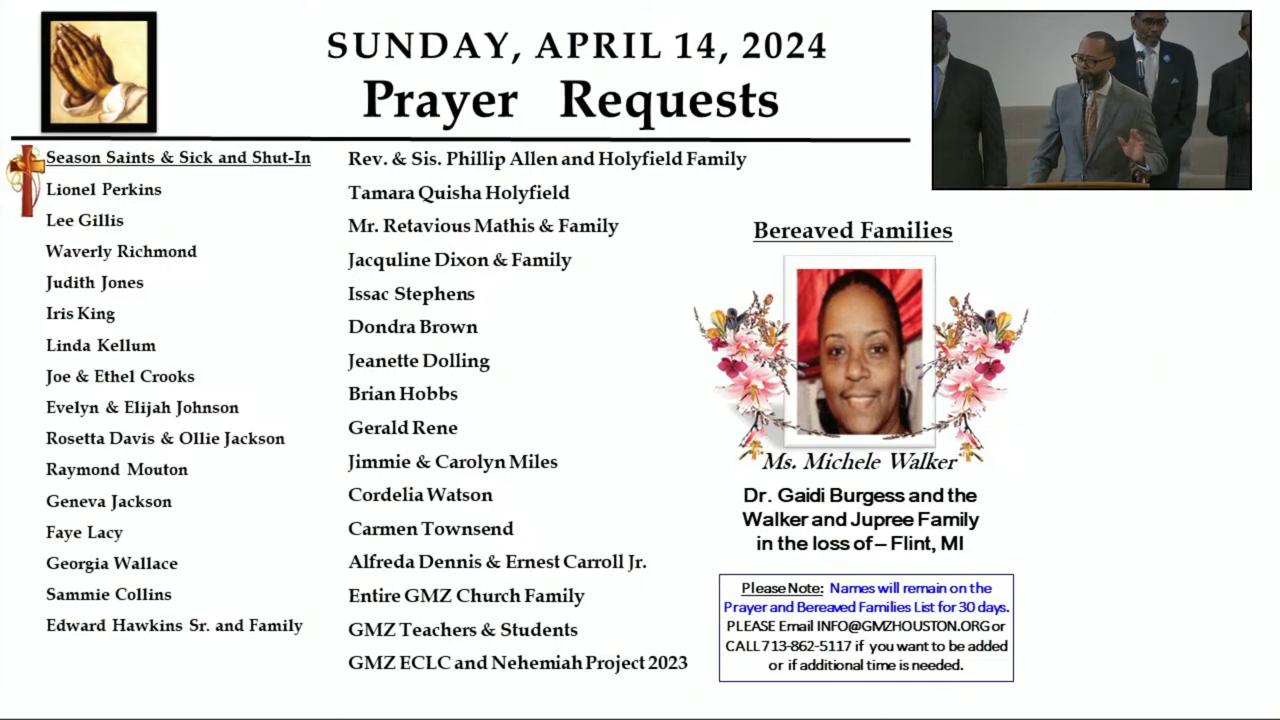 SUNDAY, APRIL 14, 2024
Prayer Requests
Season Saints & Sick and Shut-In
Lionel Perkins
Lee Gillis
Waverly Richmond
Judith Jones
Iris King
Linda Kellum
Joe & Ethel Crooks
Evelyn & Elijah Johnson
Rosetta Davis & Ollie Jackson
Raymond Mouton
Geneva Jackson
Faye Lacy
Georgia Wallace
Sammie Collins
Edward Hawkins Sr. and Family
Rev. & Sis. Phillip Allen and Holyfield Family
Tamara Quisha Holyfield
Mr. Retavious Mathis & Family
Jacquline Dixon & Family
Issac Stephens
Dondra Brown
Jeanette Dolling
Brian Hobbs
Gerald Rene
Jimmie & Carolyn Miles
Cordelia Watson
Carmen Townsend
Alfreda Dennis & Ernest Carroll Jr.
Entire GMZ Church Family
GMZ Teachers & Students
GMZ ECLC and Nehemiah Project 2023
Bereaved Families
Ms. Michele Walker
Dr. Gaidi Burgess and the
Walker and Jupree Family
in the loss of – Flint, MI
Please Note: Names will remain on the
Prayer and Bereaved Families List for 30 days.
PLEASE Email INFO@GMZHOUSTON.ORG or
CALL 713-862-5117 if you want to be added
or if additional time is needed.